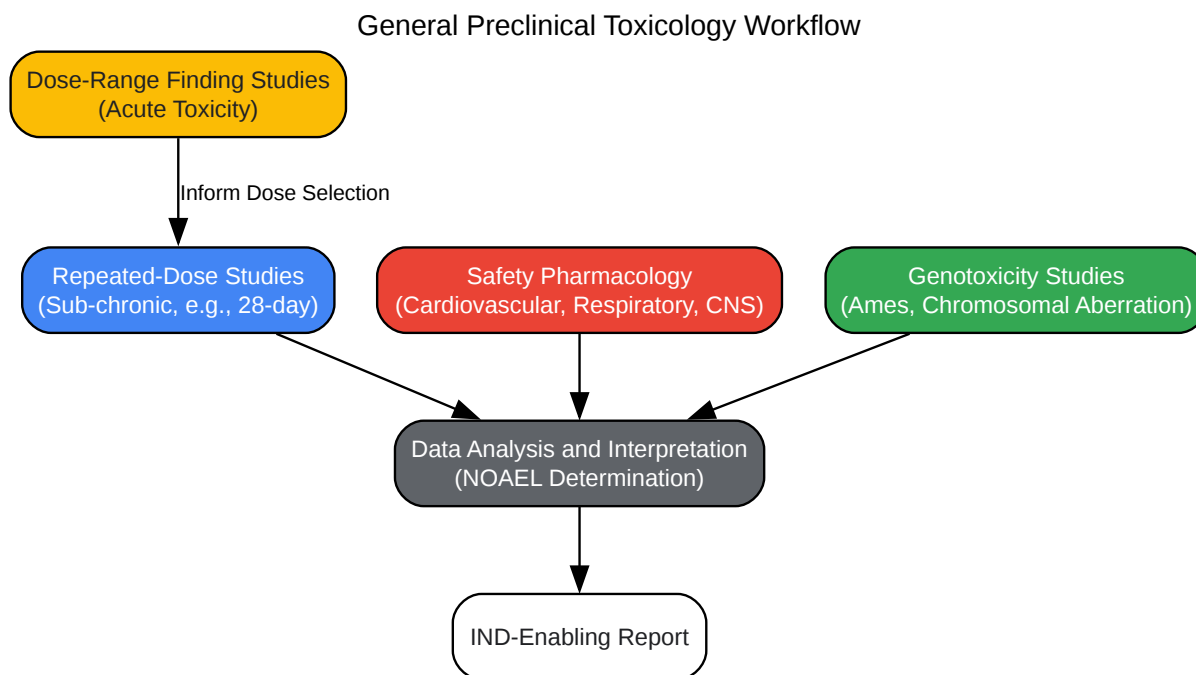 General Preclinical Toxicology Workflow
Dose-Range Finding Studies
(Acute Toxicity)
Inform Dose Selection
Repeated-Dose Studies
(Sub-chronic, e.g., 28-day)
Safety Pharmacology
(Cardiovascular, Respiratory, CNS)
Genotoxicity Studies
(Ames, Chromosomal Aberration)
Data Analysis and Interpretation
(NOAEL Determination)
IND-Enabling Report